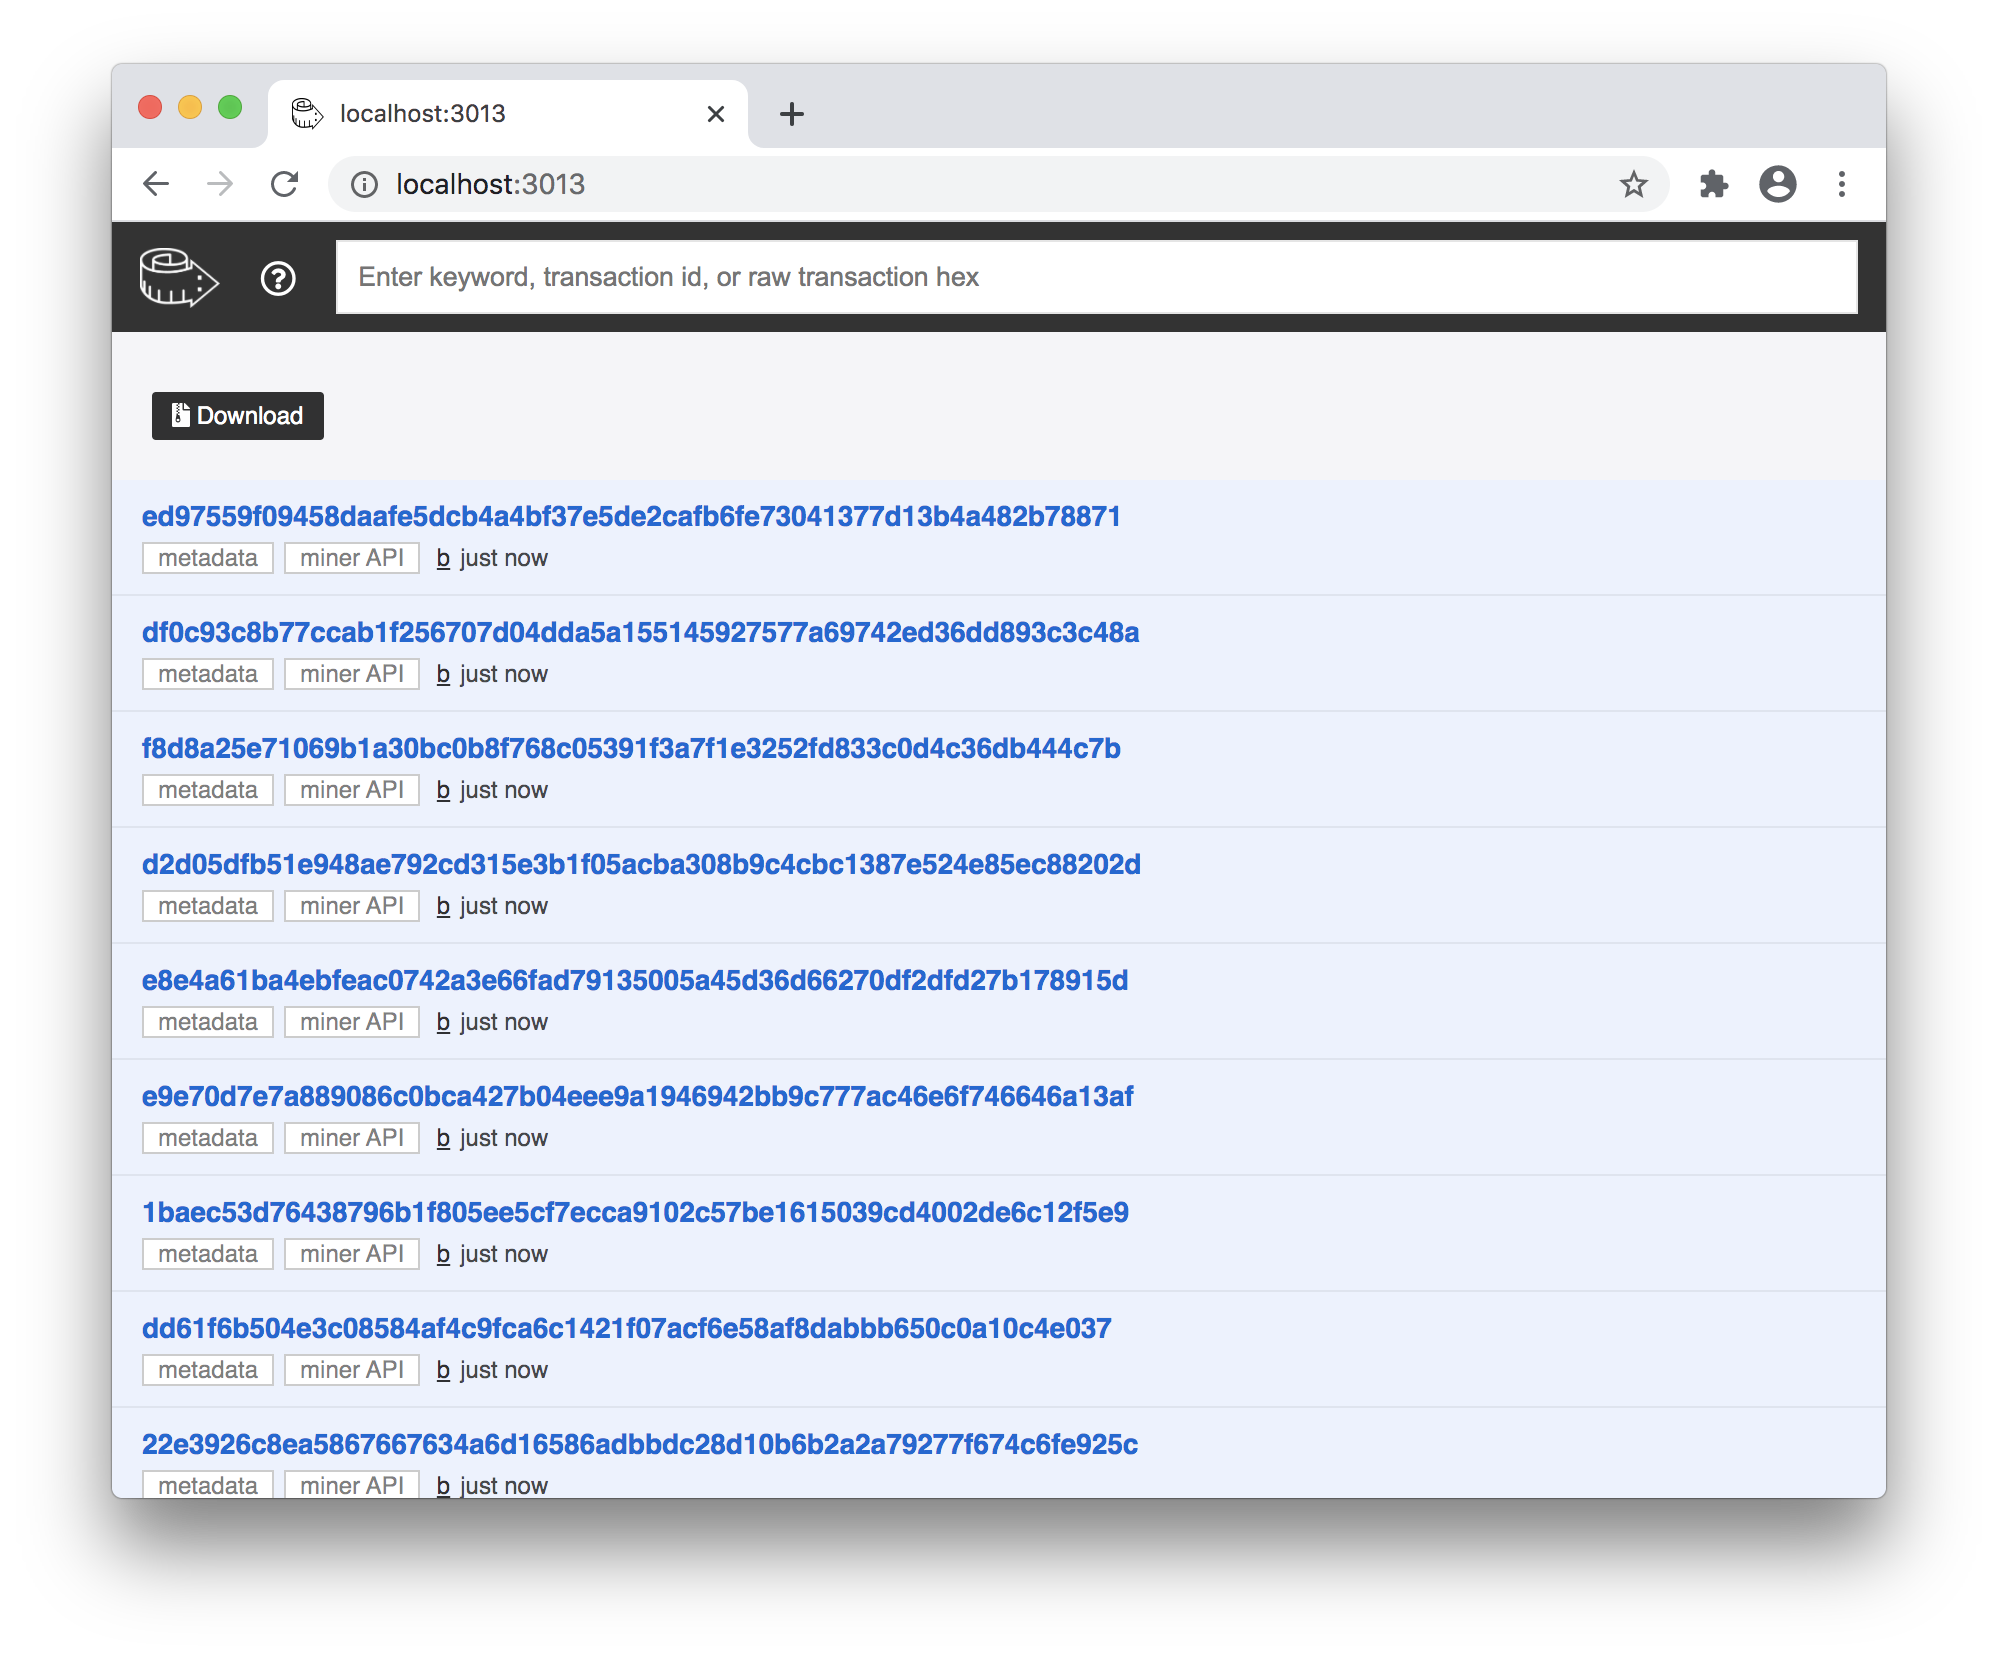 localhost:3013
localhost:3013
Enter keyword, transaction id, or raw transaction hex
Download
ed97559f09458daafe5dcb4a4bf37e5de2cafb6fe73041377d13b4a482b78871
metadata miner API b just now
df0c93c8b77ccab1f256707d04dda5a155145927577a69742ed36dd893c3c48a
metadata miner API b just now
f8d8a25e71069b1a30bc0b8f768c05391f3a7f1e3252fd833c0d4c36db444c7b
metadata miner API b just now
d2d05dfb51e948ae792cd315e3b1f05acba308b9c4cbc1387e524e85ec88202d
metadata miner API b just now
e8e4a61ba4ebfeac0742a3e66fad79135005a45d36d66270df2dfd27b178915d
metadata miner API b just now
e9e70d7e7a889086c0bca427b04eee9a1946942bb9c777ac46e6f746646a13af
metadata miner API b just now
1baec53d76438796b1f805ee5cf7ecca9102c57be1615039cd4002de6c12f5e9
metadata miner API b just now
dd61f6b504e3c08584af4c9fca6c1421f07acf6e58af8dabbb650c0a10c4e037
metadata miner API b just now
22e3926c8ea5867667634a6d16586adbbdc28d10b6b2a2a79277f674c6fe925c
metadata miner API b just now